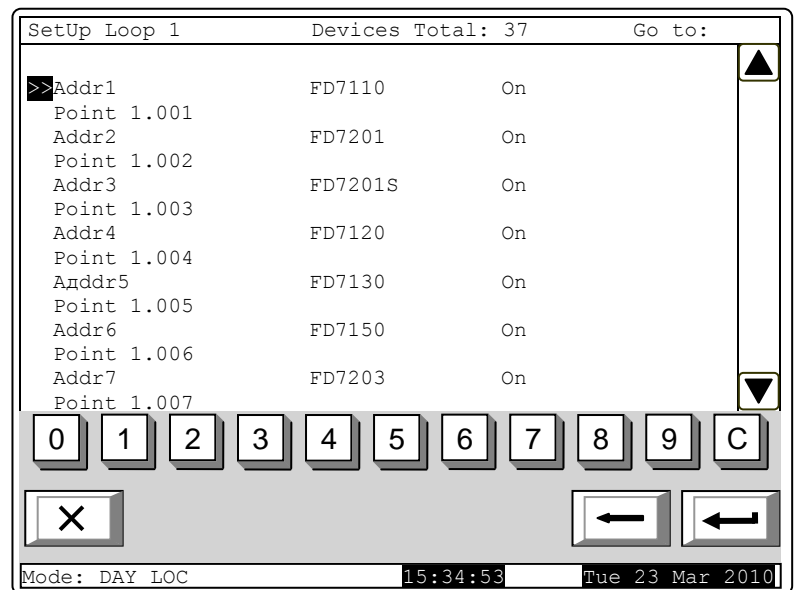 SetUp Loop 1 Devices Total: 37 Go to:
>>Addr1 FD7110 On
Point 1.001
Addr2 FD7201 On
Point 1.002
Addr3 FD7201S On
Point 1.003
Addr4 FD7120 On
Point 1.004
Aдddr5 FD7130 On
Point 1.005
Addr6 FD7150 On
Point 1.006
Addr7 FD7203 On
Point 1.007
0 1 2 3 4 5 6 7 8 9 C
Mode: DAY LOC 15:34:53 Tue 23 Mar 2010